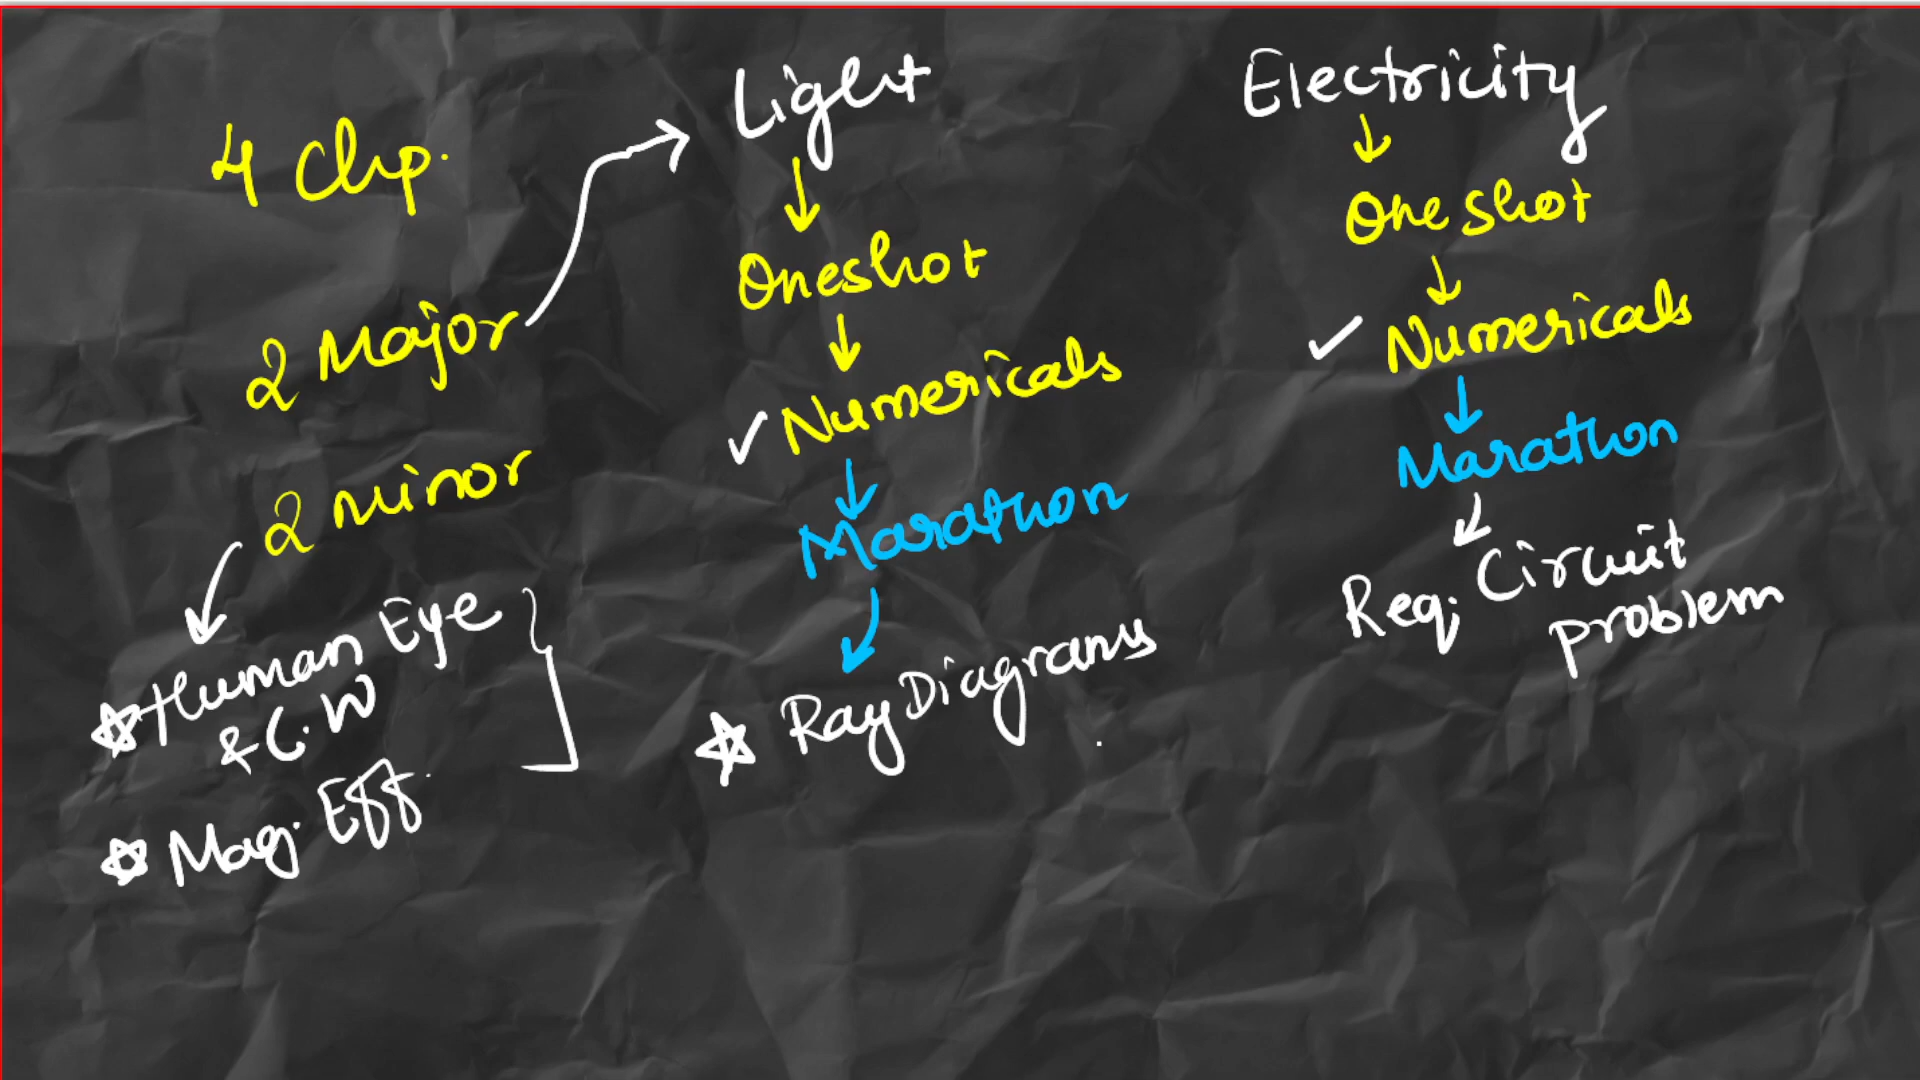 4 Chp.
2 Major
2 Minor
Human Eye
& C.W
Mag. Eff.
Light
Oneshot
Numericals
Marathon
Ray Diagrams
Electricity
One shot
Numericals
Marathon
Req. Circuit
problem